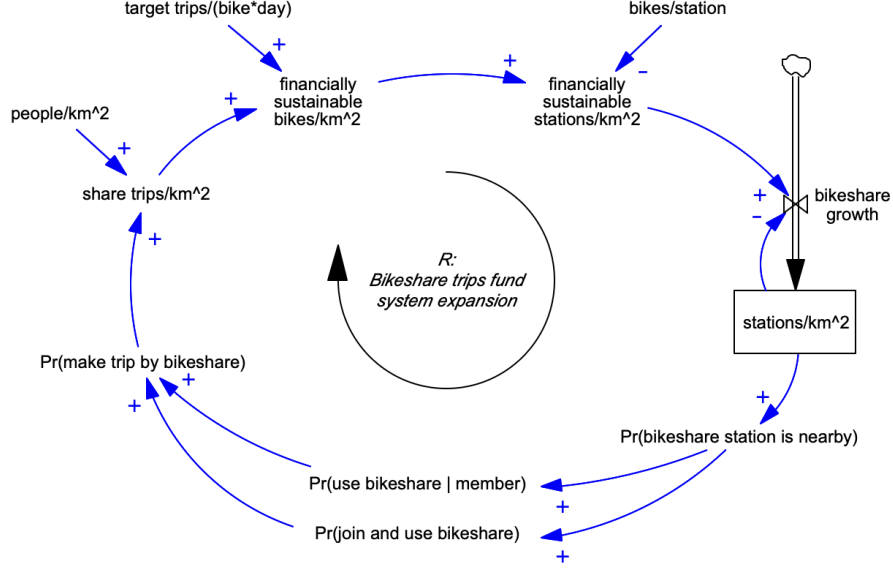 target trips/(bike*day)
bikes/station
+
+
–
financially
sustainable
bikes/km^2
financially
sustainable
stations/km^2
+
people/km^2
+
share trips/km^2
+
–
bikeshare
growth
+
R:
Bikeshare trips fund
system expansion
stations/km^2
Pr(make trip by bikeshare)
+
+
+
Pr(bikeshare station is nearby)
Pr(use bikeshare | member)
+
Pr(join and use bikeshare)
+